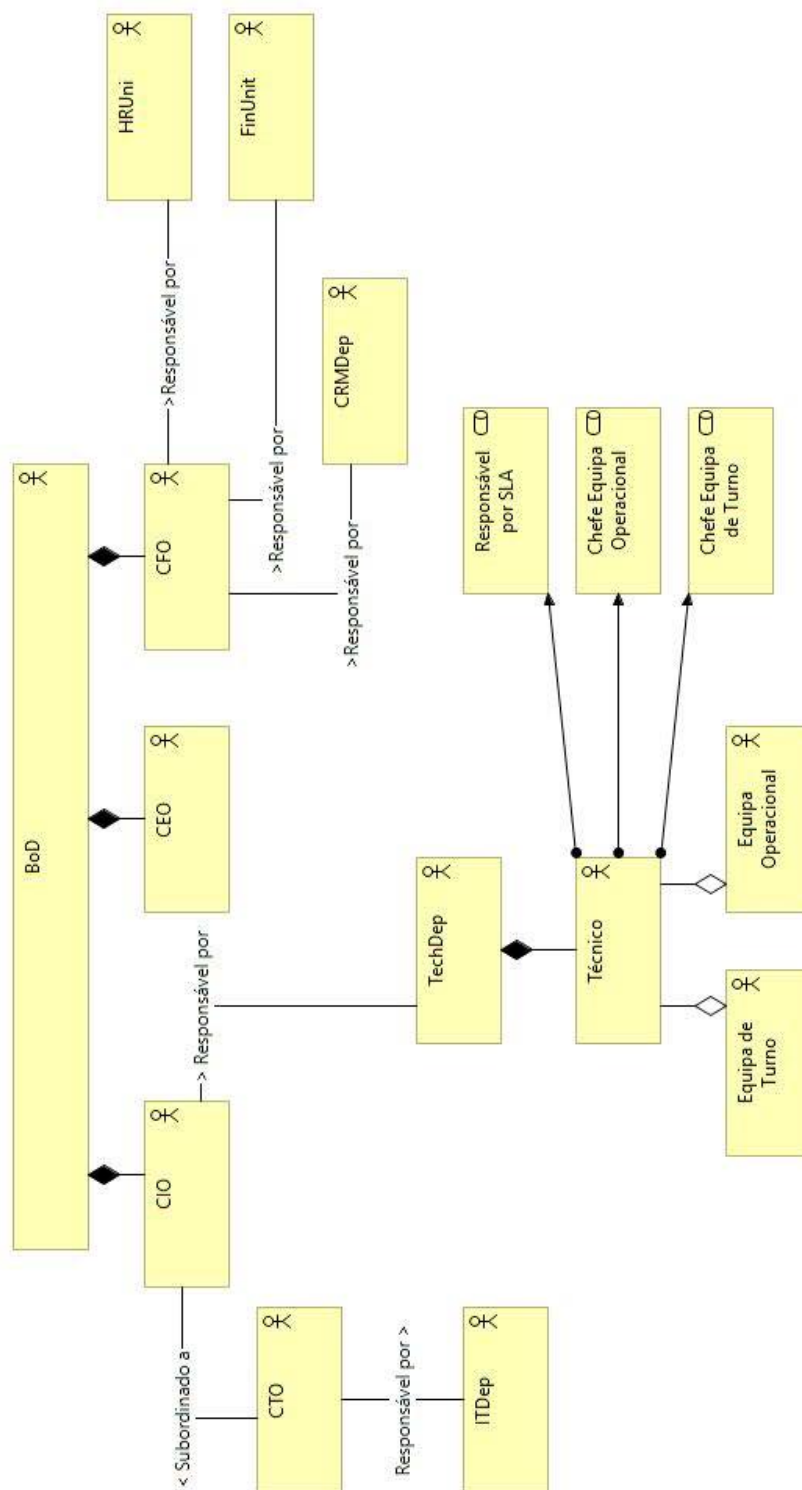 BoD
CIO
CEO
CFO
< Subordinado a
> Responsável por
>Responsável por
>Responsável por
>Responsável por
HRUni
FinUnit
CRMDep
CTO
Responsável por >
ITDep
TechDep
Técnico
Responsável
por SLA
Chefe Equipa
Operacional
Chefe Equipa
de Turno
Equipa de
Turno
Equipa
Operacional